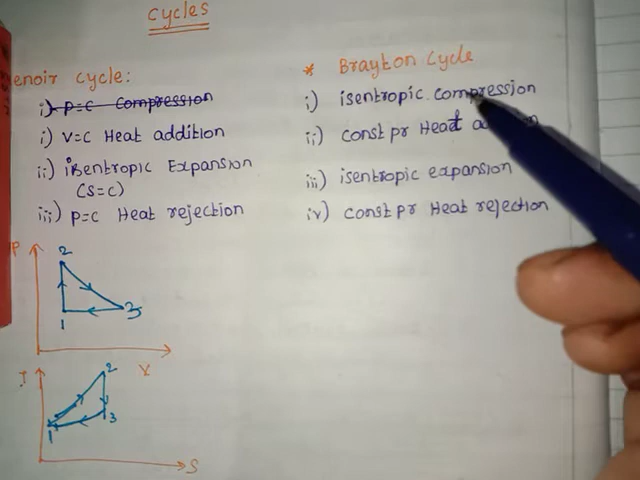 Cycles
enoir cycle:
i) P=C Compression
i) V=C Heat addition
ii) isentropic Expansion
(S=C)
iii) P=C Heat rejection
* Brayton Cycle
i) isentropic compression
ii) const pr Heat
iii) isentropic expansion
iv) const pr Heat rejection
P
2
1
3
V
T
2
3
1
S